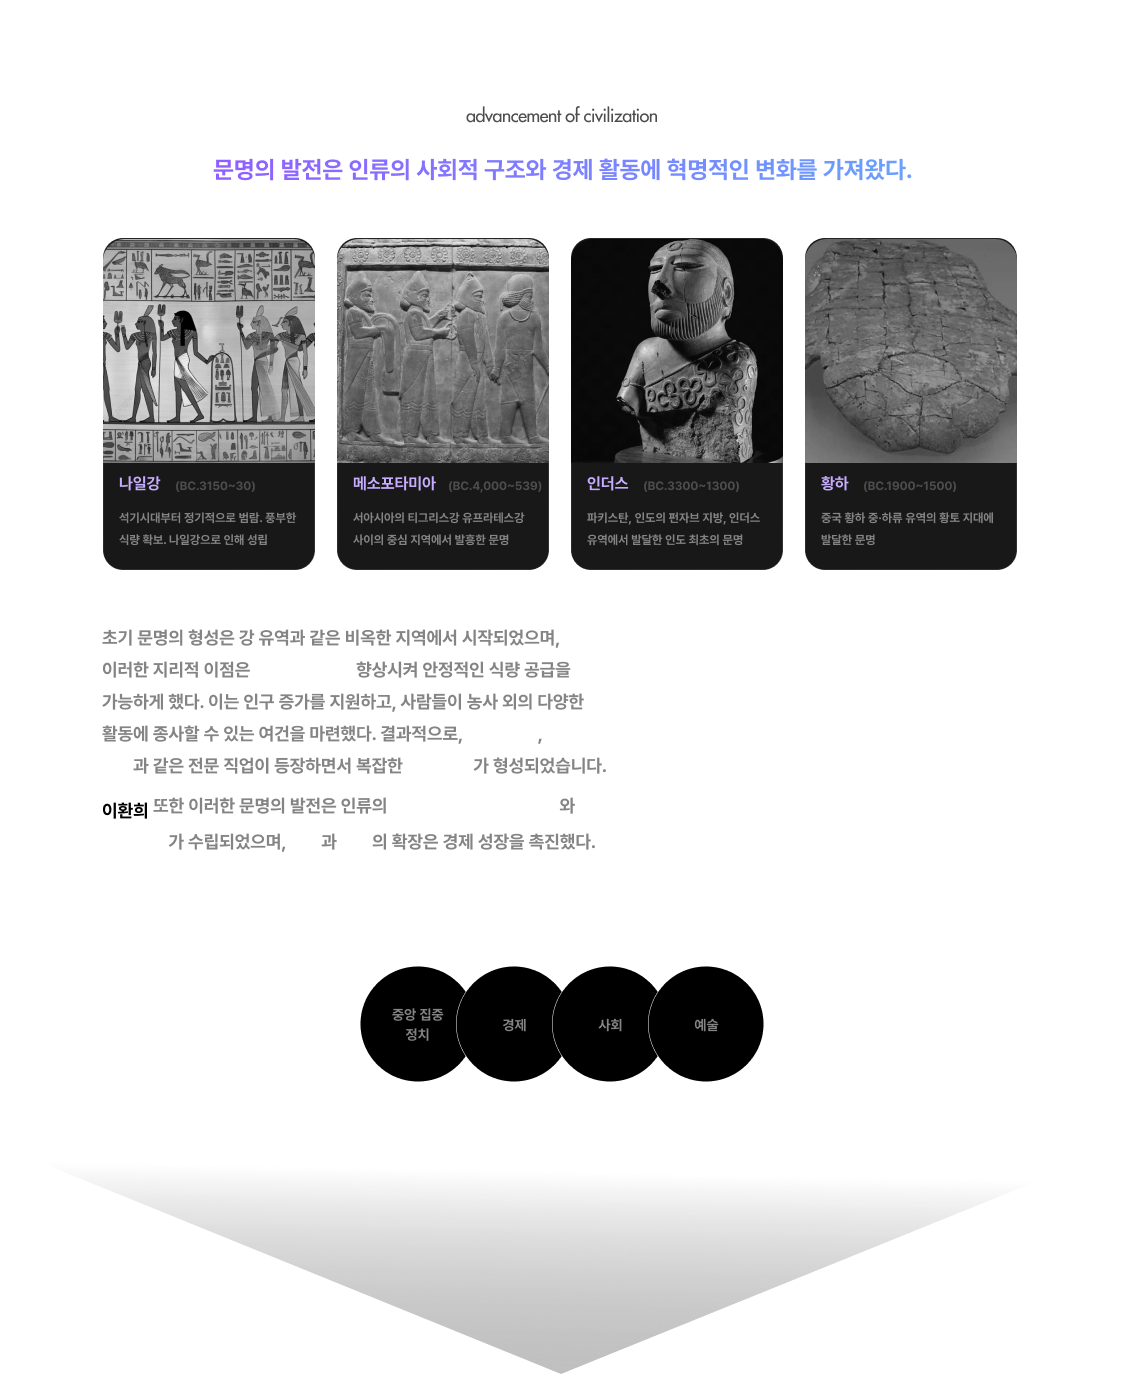 advancement of civilization
문명의 발전은 인류의 사회적 구조와 경제 활동에 혁명적인 변화를 가져왔다.
나일강 (BC.3150~30)
석기시대부터 정기적으로 범람. 풍부한
식량 확보. 나일강으로 인해 성립
메소포타미아 (BC.4,000~539)
서아시아의 티그리스강 유프라테스강
사이의 중심 지역에서 발흥한 문명
인더스 (BC.3300~1300)
파키스탄, 인도의 펀자브 지방, 인더스
유역에서 발달한 인도 최초의 문명
황하 (BC.1900~1500)
중국 황하 중·하류 유역의 황토 지대에
발달한 문명
초기 문명의 형성은 강 유역과 같은 비옥한 지역에서 시작되었으며,
이러한 지리적 이점은 향상시켜 안정적인 식량 공급을
가능하게 했다. 이는 인구 증가를 지원하고, 사람들이 농사 외의 다양한
활동에 종사할 수 있는 여건을 마련했다. 결과적으로, ,
과 같은 전문 직업이 등장하면서 복잡한 가 형성되었습니다.
이환희 또한 이러한 문명의 발전은 인류의 와
가 수립되었으며, 과 의 확장은 경제 성장을 촉진했다.
중앙 집중
정치
경제
사회
예술